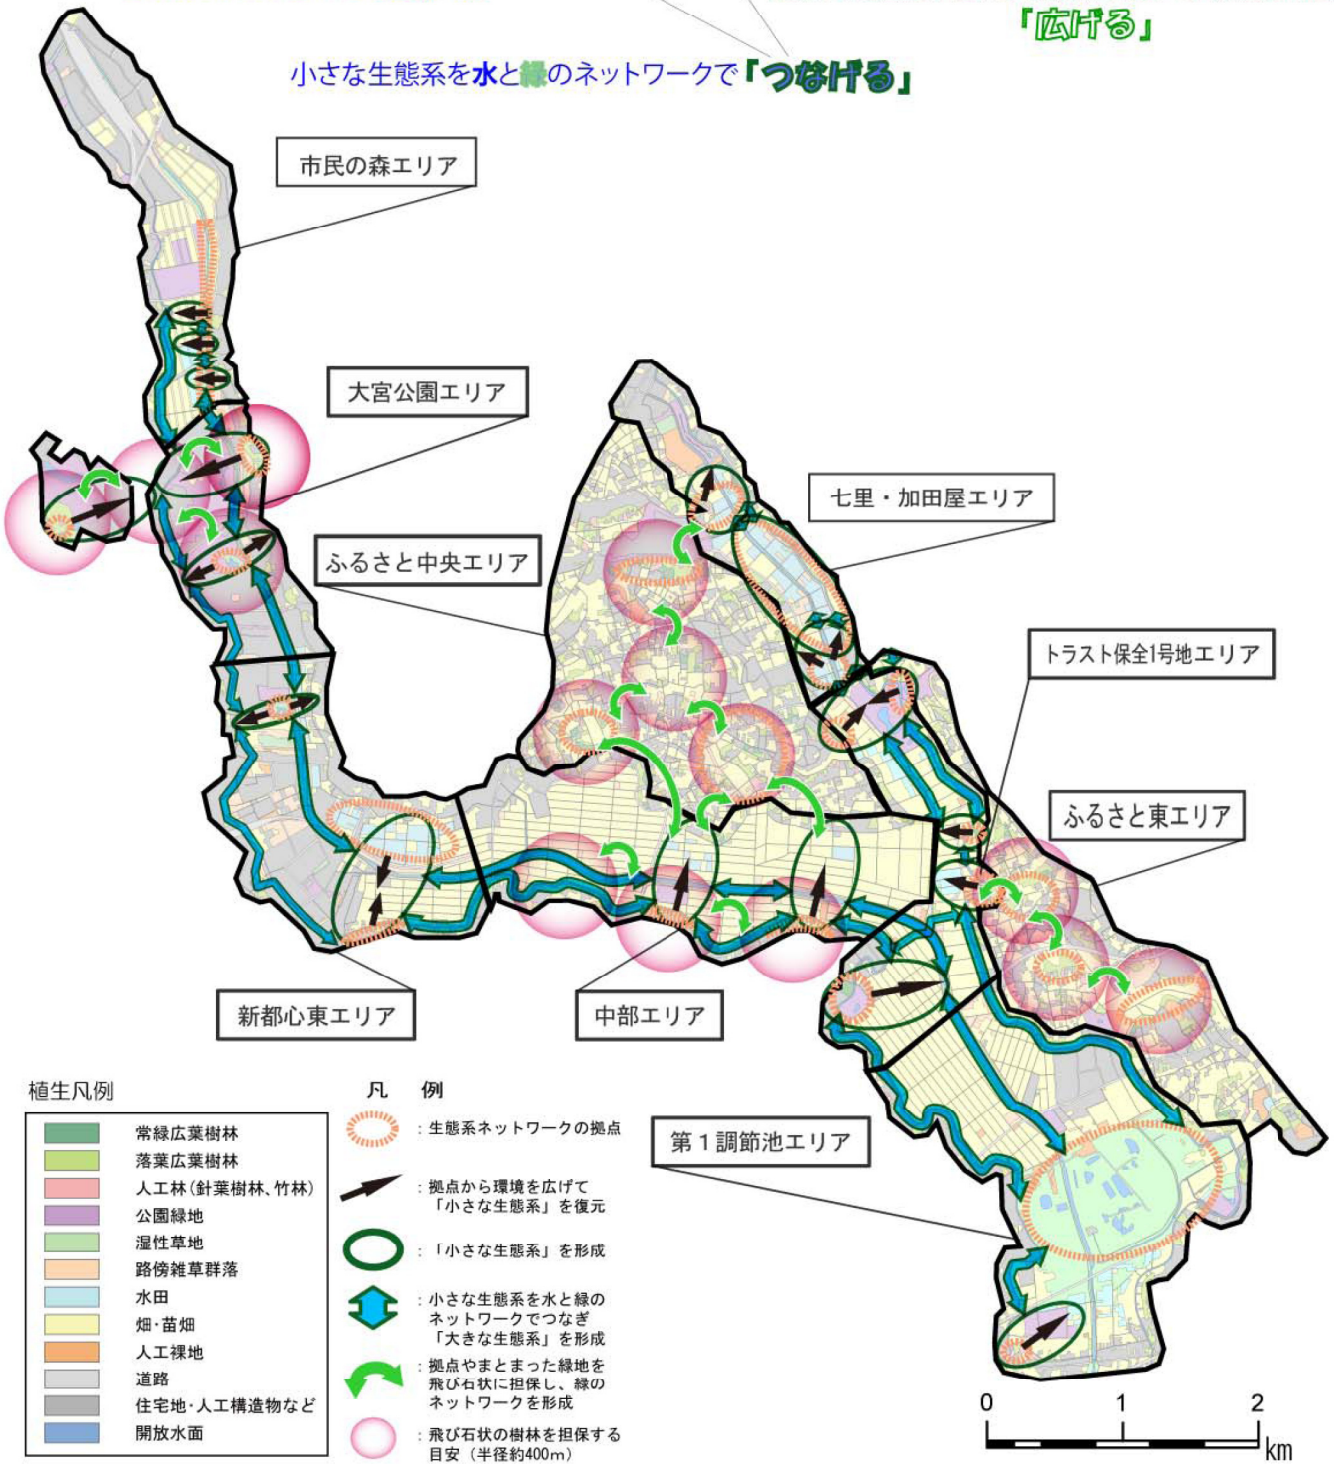 「広げる」
小さな生態系を水と緑のネットワークで「つなげる」
市民の森エリア
大宮公園エリア
七里・加田屋エリア
ふるさと中央エリア
トラスト保全1号地エリア
ふるさと東エリア
新都心東エリア
中部エリア
第1調節池エリア
植生凡例
常緑広葉樹林
落葉広葉樹林
人工林(針葉樹林、竹林)
公園緑地
湿性草地
路傍雑草群落
水田
畑・苗畑
人工裸地
道路
住宅地・人工構造物など
開放水面
凡 例
：生態系ネットワークの拠点
：拠点から環境を広げて
「小さな生態系」を復元
：「小さな生態系」を形成
：小さな生態系を水と緑の
ネットワークでつなぎ
「大きな生態系」を形成
：拠点やまとまった緑地を
飛び石状に担保し、緑の
ネットワークを形成
：飛び石状の樹林を担保する
目安（半径約400m）
0 1 2
km